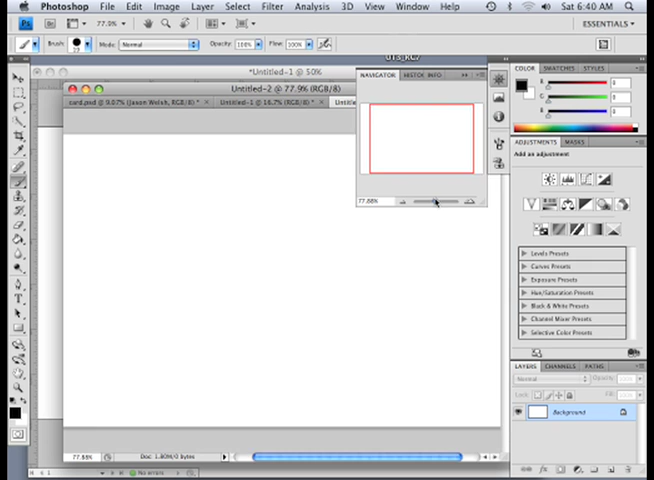 Photoshop File Edit Image Layer Select Filter Analysis 3D View Window Help Sat 6:40 AM
77.9% ESSENTIALS
Brush: Mode: Normal Opacity: 100% Flow: 100%
*Untitled-1 @ 50%
Untitled-2 @ 77.9% (RGB/8)
card.psd @ 9.07% (Jason Welsh, RGB/8) * Untitled-1 @ 16.7% (RGB/8) *
NAVIGATOR HISTOG INFO
77.88%
COLOR SWATCHES STYLES
R 0
G 0
B 0
ADJUSTMENTS MASKS
Add an adjustment
Levels Presets
Curves Presets
Exposure Presets
Hue/Saturation Presets
Black & White Presets
Channel Mixer Presets
Selective Color Presets
LAYERS CHANNELS PATHS
Normal Opacity:
Lock: Fill:
Background
77.88% Doc: 1.80M/0 bytes
No errors